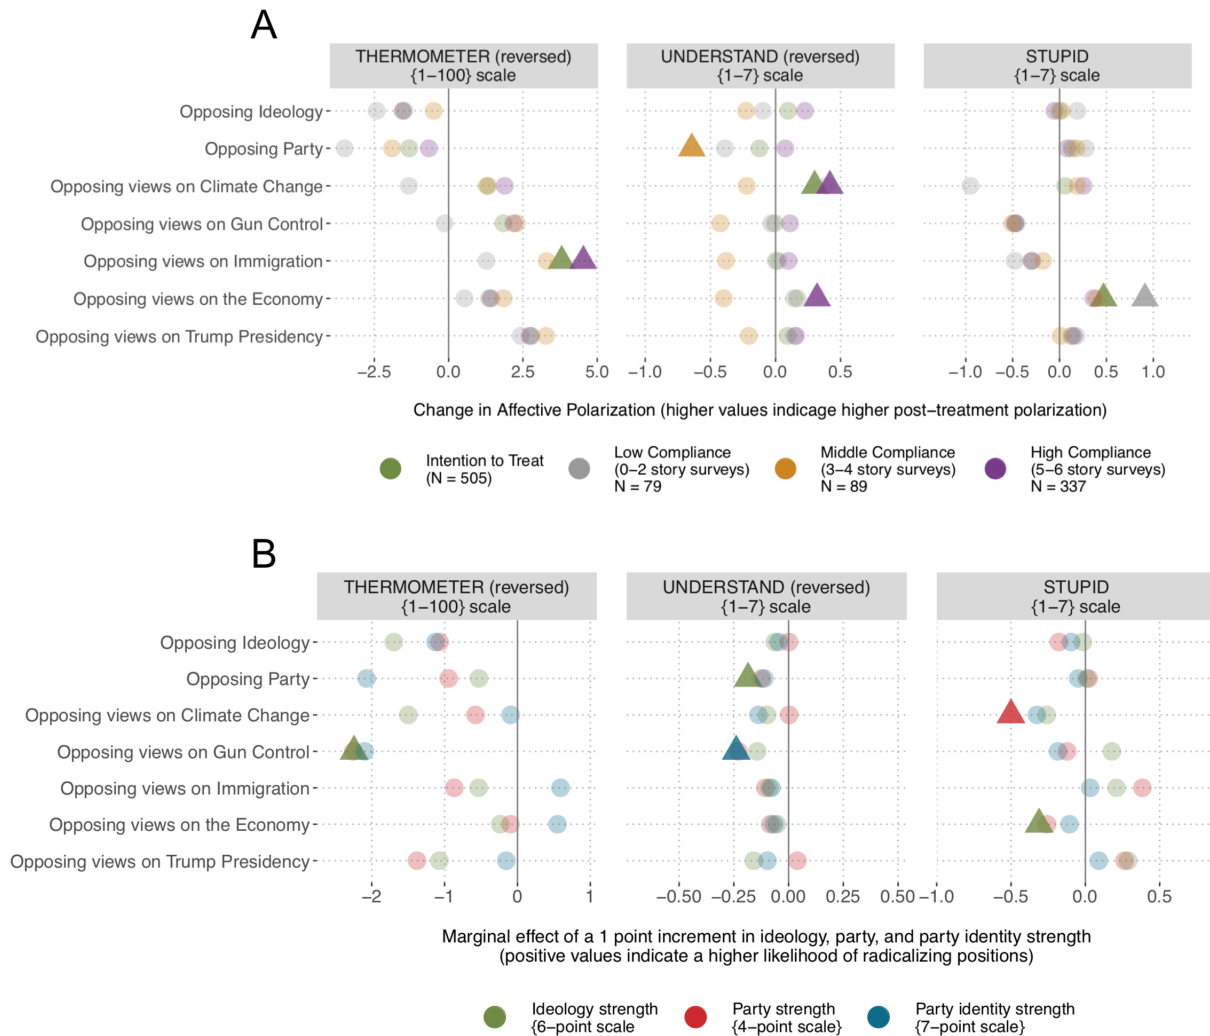 A
THERMOMETER (reversed)
{1–100} scale
UNDERSTAND (reversed)
{1–7} scale
STUPID
{1–7} scale
Opposing Ideology
Opposing Party
Opposing views on Climate Change
Opposing views on Gun Control
Opposing views on Immigration
Opposing views on the Economy
Opposing views on Trump Presidency
−2.5 0.0 2.5 5.0
−1.0 −0.5 0.0 0.5
−1.0 −0.5 0.0 0.5 1.0
Change in Affective Polarization (higher values indicage higher post−treatment polarization)
Intention to Treat
(N = 505)
Low Compliance
(0−2 story surveys)
N = 79
Middle Compliance
(3−4 story surveys)
N = 89
High Compliance
(5−6 story surveys)
N = 337
B
THERMOMETER (reversed)
{1–100} scale
UNDERSTAND (reversed)
{1–7} scale
STUPID
{1–7} scale
Opposing Ideology
Opposing Party
Opposing views on Climate Change
Opposing views on Gun Control
Opposing views on Immigration
Opposing views on the Economy
Opposing views on Trump Presidency
−2 −1 0 1
−0.50 −0.25 0.00 0.25 0.50
−1.0 −0.5 0.0 0.5
Marginal effect of a 1 point increment in ideology, party, and party identity strength
(positive values indicate a higher likelihood of radicalizing positions)
Ideology strength
{6−point scale
Party strength
{4−point scale}
Party identity strength
{7−point scale}